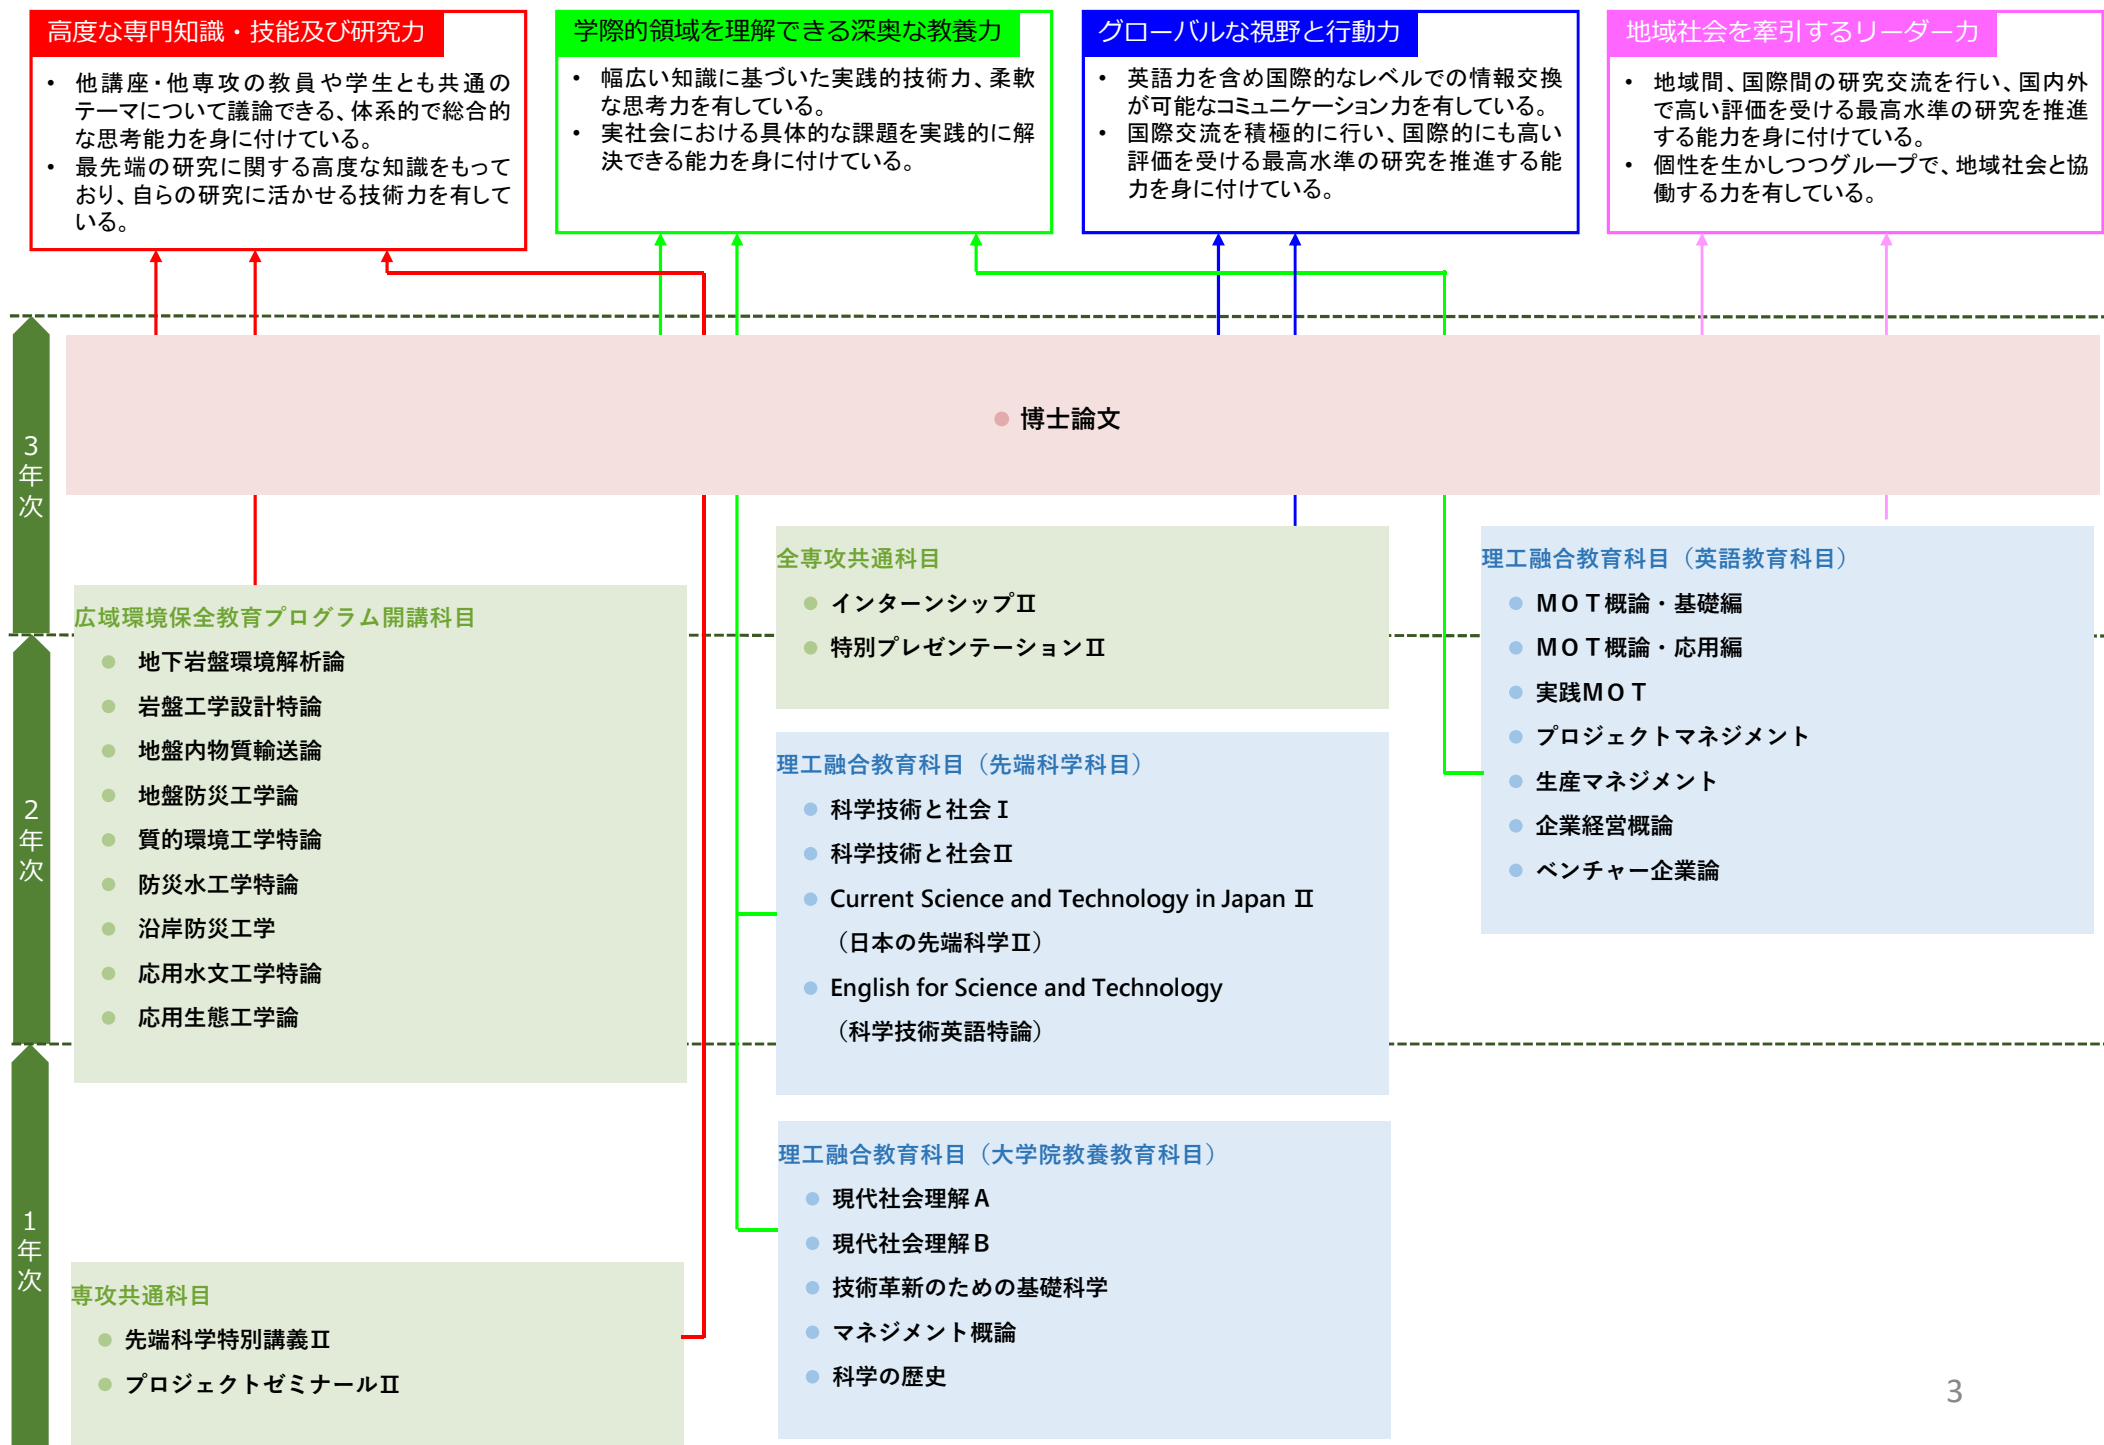 高度な専門知識・技能及び研究力
• 他講座・他専攻の教員や学生とも共通の
テーマについて議論できる、体系的で総合的
な思考能力を身に付けている。
• 最先端の研究に関する高度な知識をもって
おり、自らの研究に活かせる技術力を有して
いる。
学際的領域を理解できる深奥な教養力
• 幅広い知識に基づいた実践的技術力、柔軟
な思考力を有している。
• 実社会における具体的な課題を実践的に解
決できる能力を身に付けている。
グローバルな視野と行動力
• 英語力を含め国際的なレベルでの情報交換
が可能なコミュニケーション力を有している。
• 国際交流を積極的に行い、国際的にも高い
評価を受ける最高水準の研究を推進する能
力を身に付けている。
地域社会を牽引するリーダー力
• 地域間、国際間の研究交流を行い、国内外
で高い評価を受ける最高水準の研究を推進
する能力を身に付けている。
• 個性を生かしつつグループで、地域社会と協
働する力を有している。
3年次
● 博士論文
広域環境保全教育プログラム開講科目
● 地下岩盤環境解析論
● 岩盤工学設計特論
● 地盤内物質輸送論
● 地盤防災工学論
● 質的環境工学特論
● 防災水工学特論
● 沿岸防災工学
● 応用水文工学特論
● 応用生態工学論
全専攻共通科目
● インターンシップⅡ
● 特別プレゼンテーションⅡ
理工融合教育科目（英語教育科目）
● MOT概論・基礎編
● MOT概論・応用編
● 実践MOT
● プロジェクトマネジメント
● 生産マネジメント
● 企業経営概論
● ベンチャー企業論
2年次
理工融合教育科目（先端科学科目）
● 科学技術と社会Ⅰ
● 科学技術と社会Ⅱ
● Current Science and Technology in Japan Ⅱ
（日本の先端科学Ⅱ）
● English for Science and Technology
（科学技術英語特論）
1年次
理工融合教育科目（大学院教養教育科目）
● 現代社会理解A
● 現代社会理解B
● 技術革新のための基礎科学
● マネジメント概論
● 科学の歴史
専攻共通科目
● 先端科学特別講義Ⅱ
● プロジェクトゼミナールⅡ
3